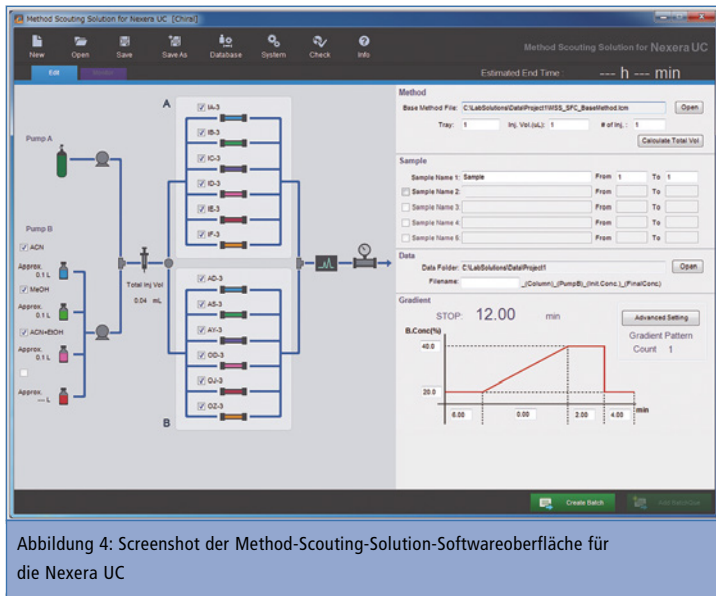 Method Scouting Solution for Nexera UC [Chiral]
New Open Save Save As Database System Check Info
Method Scouting Solution for Nexera UC
Edit
Estimated End Time : --- h --- min
Pump A
Pump B
ACN
Approx. 0.1 L
MeOH
Approx. 0.1 L
ACN+EtOH
Approx. 0.1 L
Approx. --- L
Total Inj Vol
0.04 mL
A
IA-3
IB-3
IC-3
ID-3
IE-3
IF-3
AD-3
AS-3
AY-3
OD-3
OJ-3
OZ-3
B
Method
Base Method File: C:\LabSolutions\Data\Project1\MSS_SFC_BaseMethod.lcm Open
Tray: 1 Inj. Vol.(uL): 1 # of Inj. : 1
Calculate Total Vol
Sample
Sample Name 1: Sample From 1 To 1
Sample Name 2: From To
Sample Name 3: From To
Sample Name 4: From To
Sample Name 5: From To
Data
Data Folder: C:\LabSolutions\Data\Project1 Open
Filename: _(Column)_(PumpB)_(Init.Conc.)_(FinalConc)
Gradient
STOP: 12.00 min
Advanced Setting
Gradient Pattern
Count 1
B.Conc(%)
40.0
20.0
6.00 0.00 2.00 4.00 min
Create Batch
Abbildung 4: Screenshot der Method-Scouting-Solution-Softwareoberfläche für
die Nexera UC